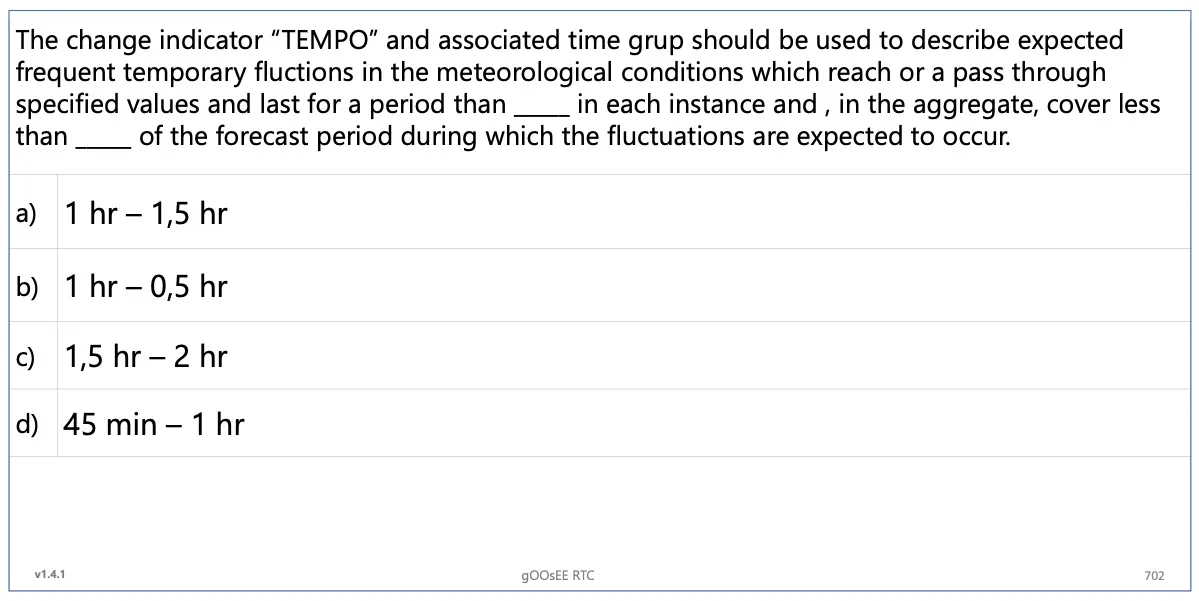 The change indicator “TEMPO” and associated time grup should be used to describe expected
frequent temporary fluctions in the meteorological conditions which reach or a pass through
specified values and last for a period than _____ in each instance and , in the aggregate, cover less
than _____ of the forecast period during which the fluctuations are expected to occur.
a) 1 hr – 1,5 hr
b) 1 hr – 0,5 hr
c) 1,5 hr – 2 hr
d) 45 min – 1 hr
v1.4.1 gOOsEE RTC 702